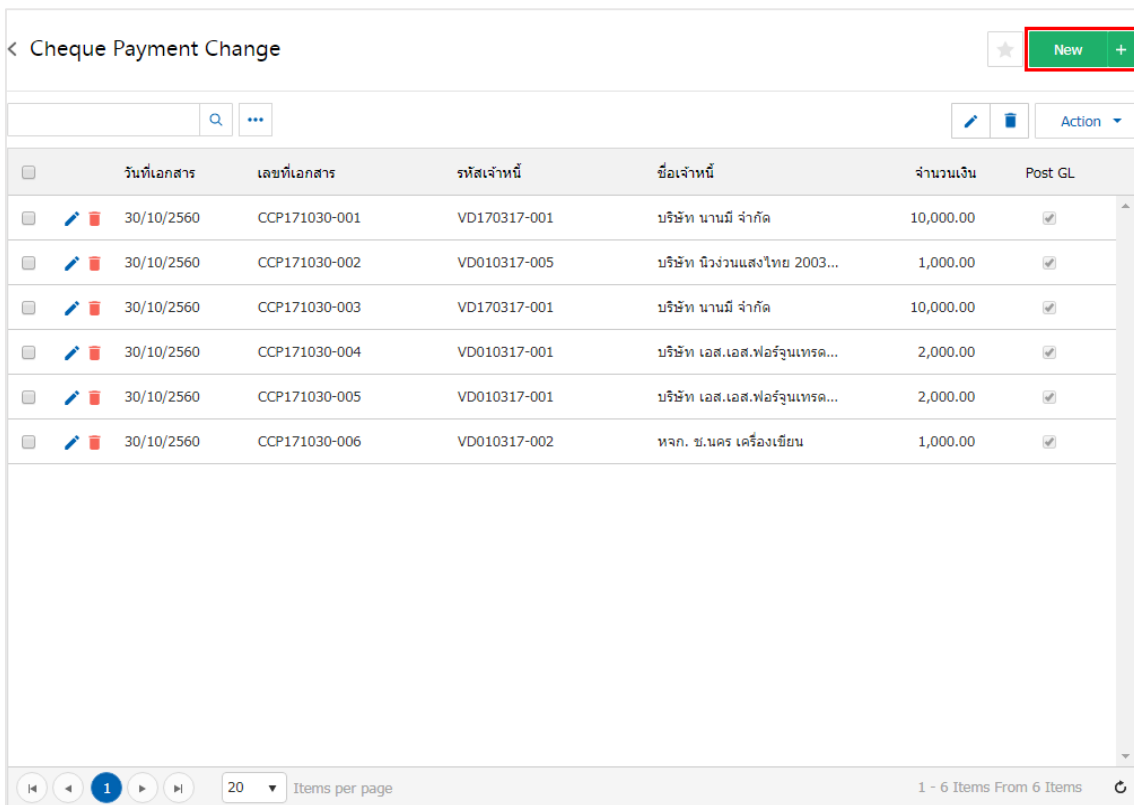 Cheque Payment Change New +
Action
วันที่เอกสาร เลขที่เอกสาร รหัสเจ้าหนี้ ชื่อเจ้าหนี้ จำนวนเงิน Post GL
30/10/2560 CCP171030-001 VD170317-001 บริษัท นานมี จำกัด 10,000.00
30/10/2560 CCP171030-002 VD010317-005 บริษัท นิวง่วนแสงไทย 2003... 1,000.00
30/10/2560 CCP171030-003 VD170317-001 บริษัท นานมี จำกัด 10,000.00
30/10/2560 CCP171030-004 VD010317-001 บริษัท เอส.เอส.ฟอร์จูนเทรด... 2,000.00
30/10/2560 CCP171030-005 VD010317-001 บริษัท เอส.เอส.ฟอร์จูนเทรด... 2,000.00
30/10/2560 CCP171030-006 VD010317-002 หจก. ช.นคร เครื่องเขียน 1,000.00
1 20 Items per page 1 - 6 Items From 6 Items